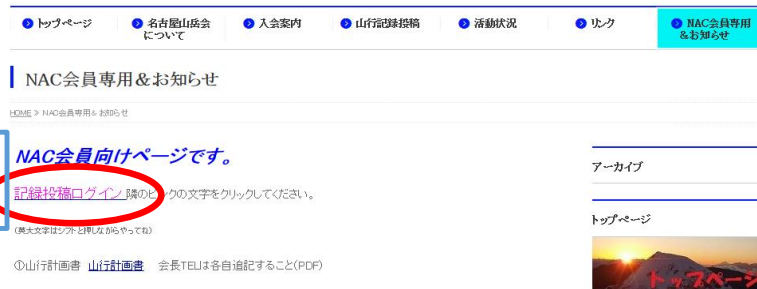 トップページ
名古屋山岳会
について
入会案内
山行記録投稿
活動状況
リンク
NAC会員専用
&お知らせ
NAC会員専用&お知らせ
HOME » NAC会員専用& お知らせ
NAC会員向けページです。
記録投稿ログイン 隣のピンクの文字をクリックしてください。
(英大文字はシフトと押しながらやってね)
①山行計画書 山行計画書 会長TELは各自追記すること(PDF)
アーカイブ
トップページ
トップページ